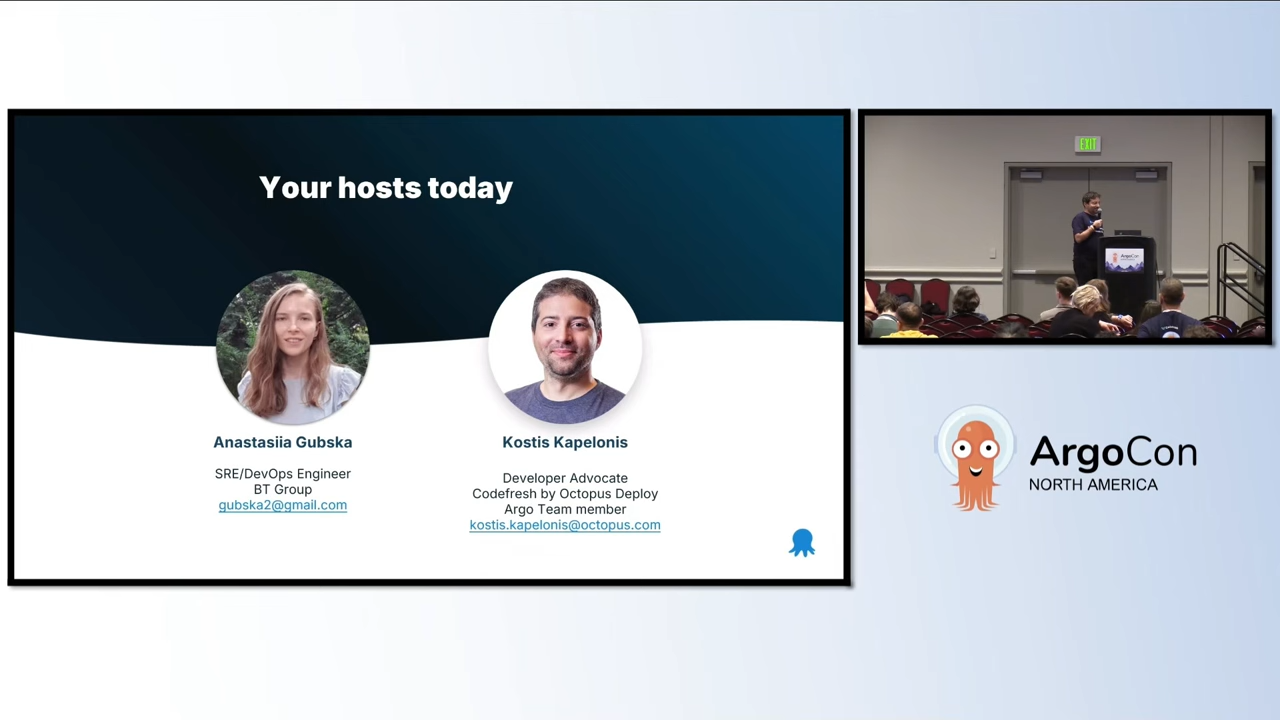 Your hosts today
Anastasiia Gubska
SRE/DevOps Engineer
BT Group
gubska2@gmail.com
Kostis Kapelonis
Developer Advocate
Codefresh by Octopus Deploy
Argo Team member
kostis.kapelonis@octopus.com
EXIT
ArgoCon
ArgoCon
NORTH AMERICA